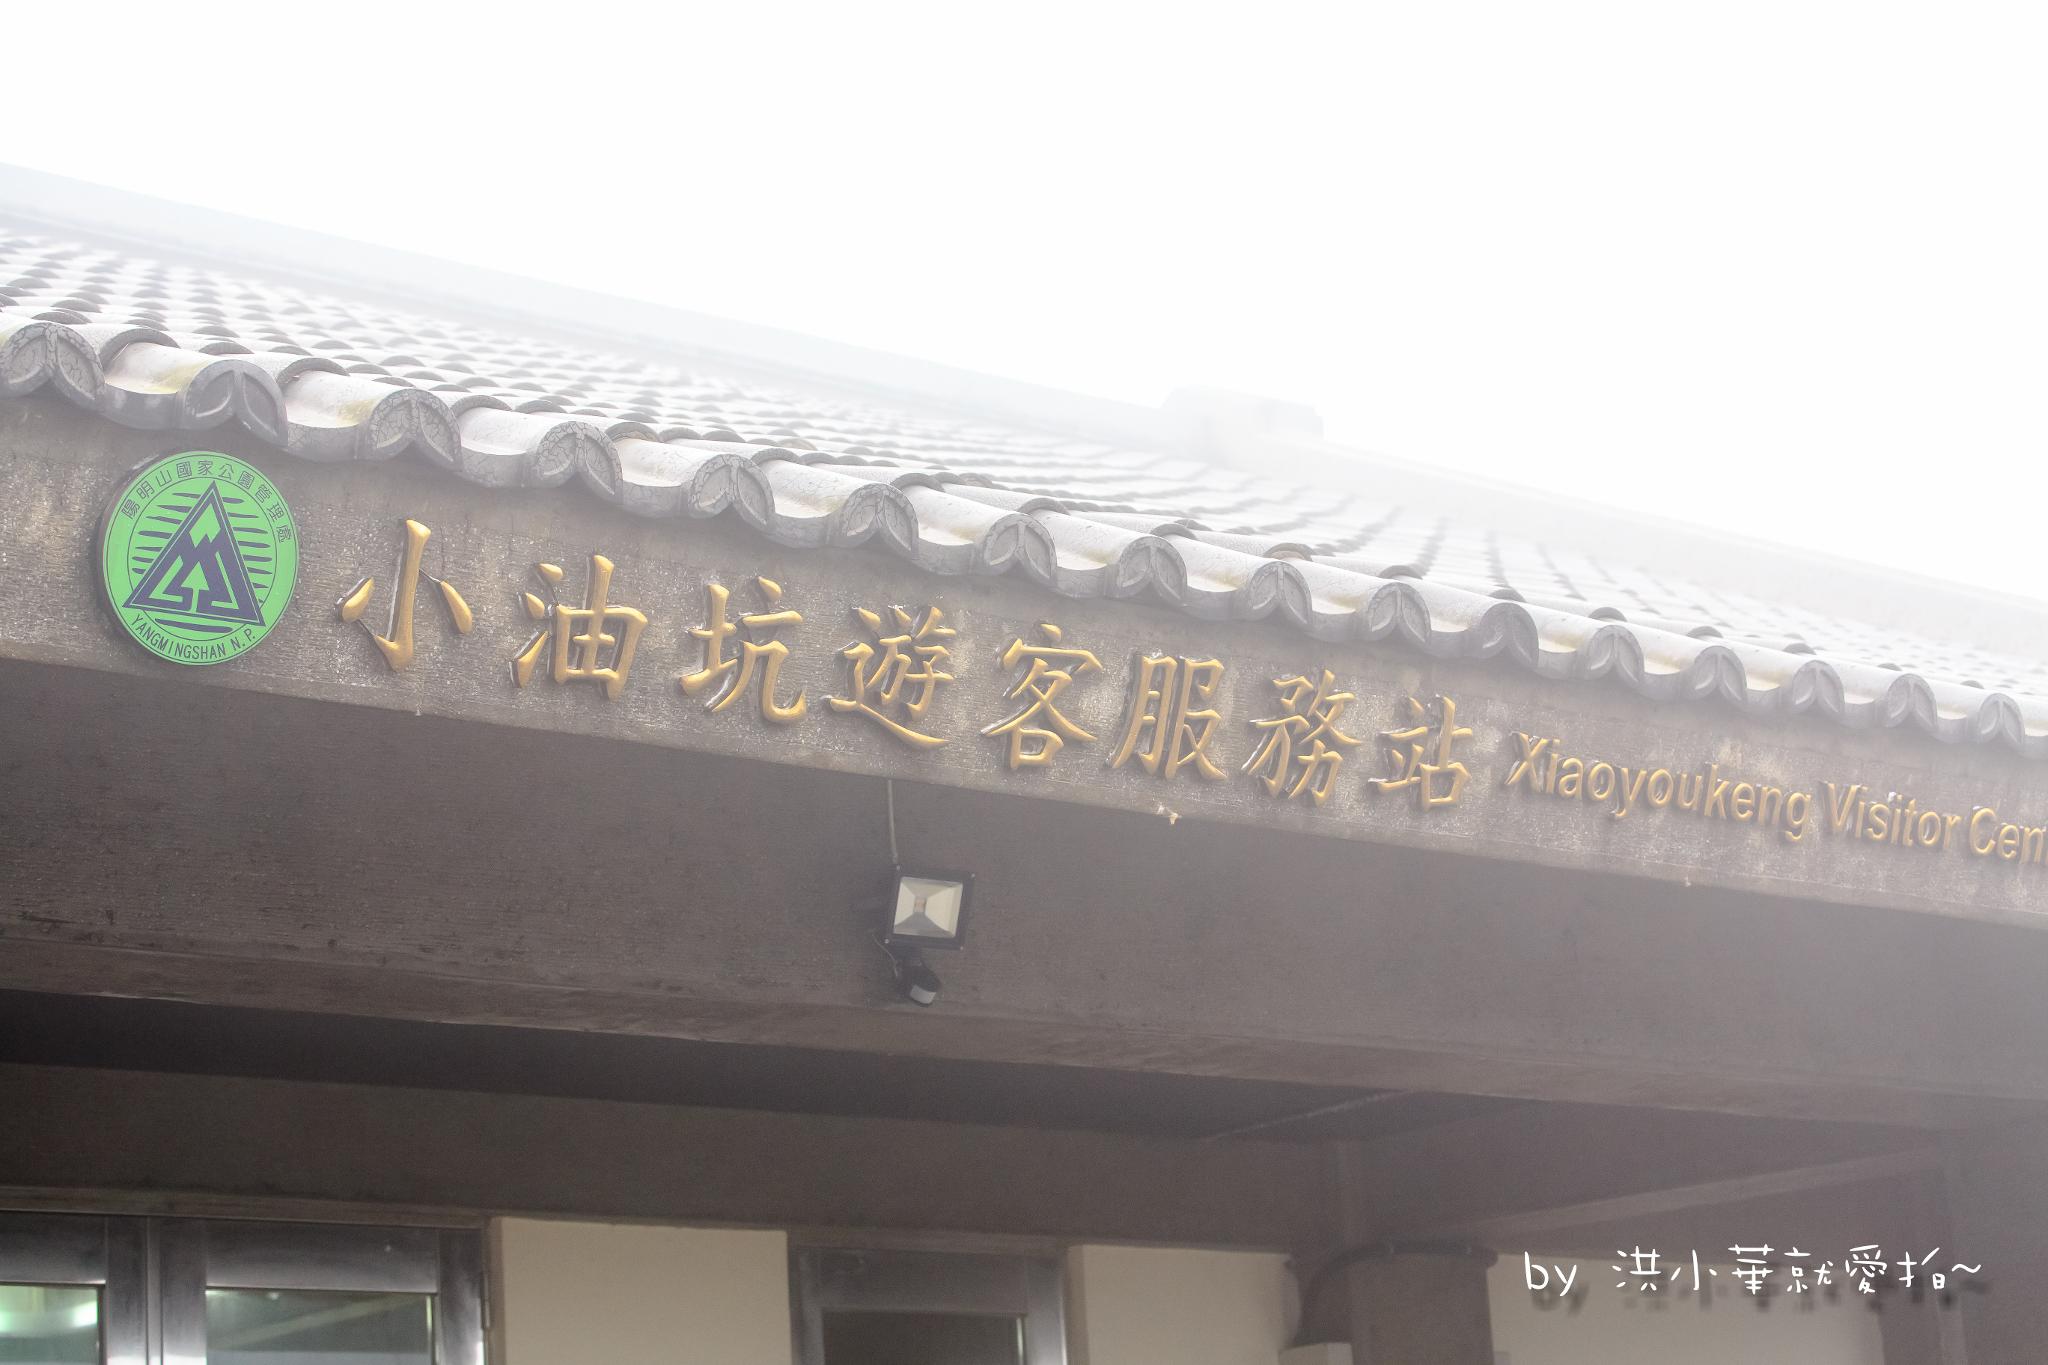 陽明山國家公園管理處
YANGMINGSHAN N.P.
小油坑遊客服務站 Xiaoyoukeng Visitor Cen
by 洪小華就愛拍~